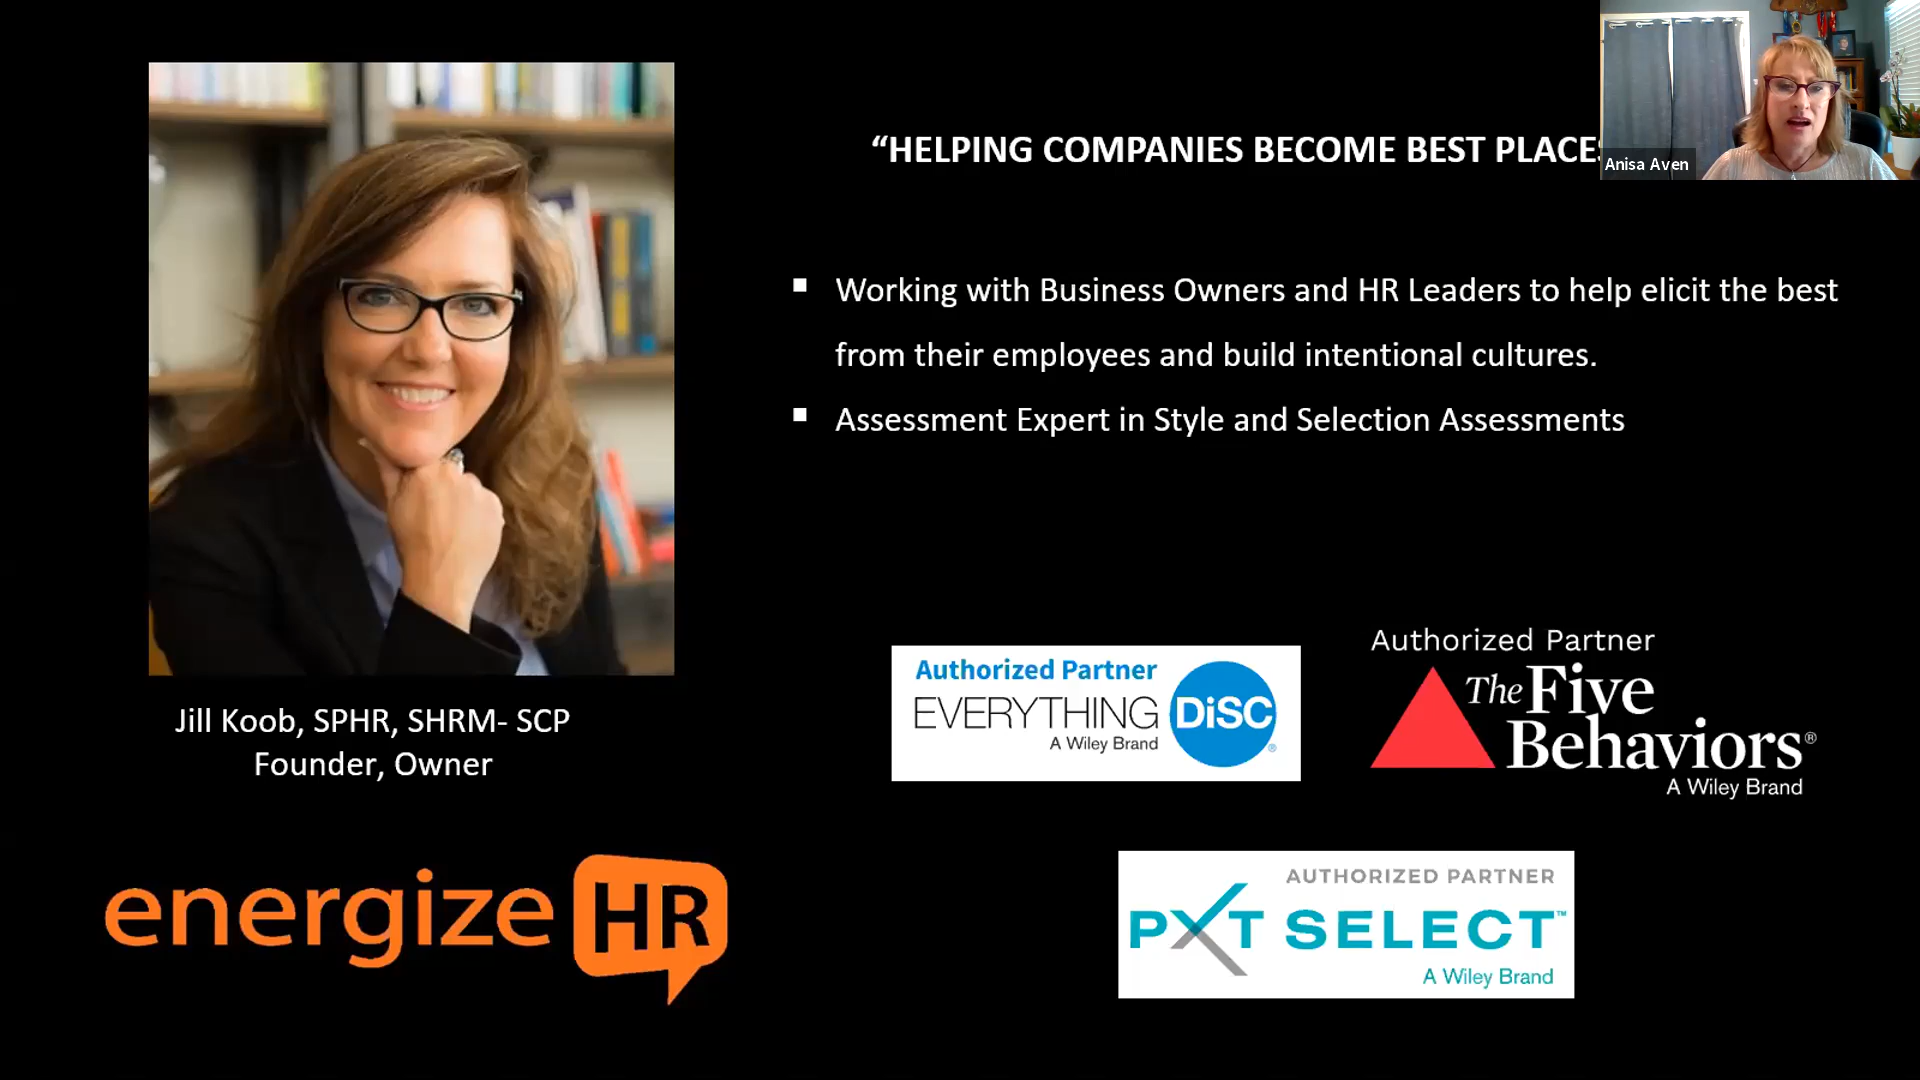 “HELPING COMPANIES BECOME BEST PLACES
Anisa Aven
Working with Business Owners and HR Leaders to help elicit the best
from their employees and build intentional cultures.
Assessment Expert in Style and Selection Assessments
Jill Koob, SPHR, SHRM- SCP
Founder, Owner
energize HR
Authorized Partner
EVERYTHING DiSC®
A Wiley Brand
Authorized Partner
The Five
Behaviors®
A Wiley Brand
AUTHORIZED PARTNER
PXT SELECT™
A Wiley Brand